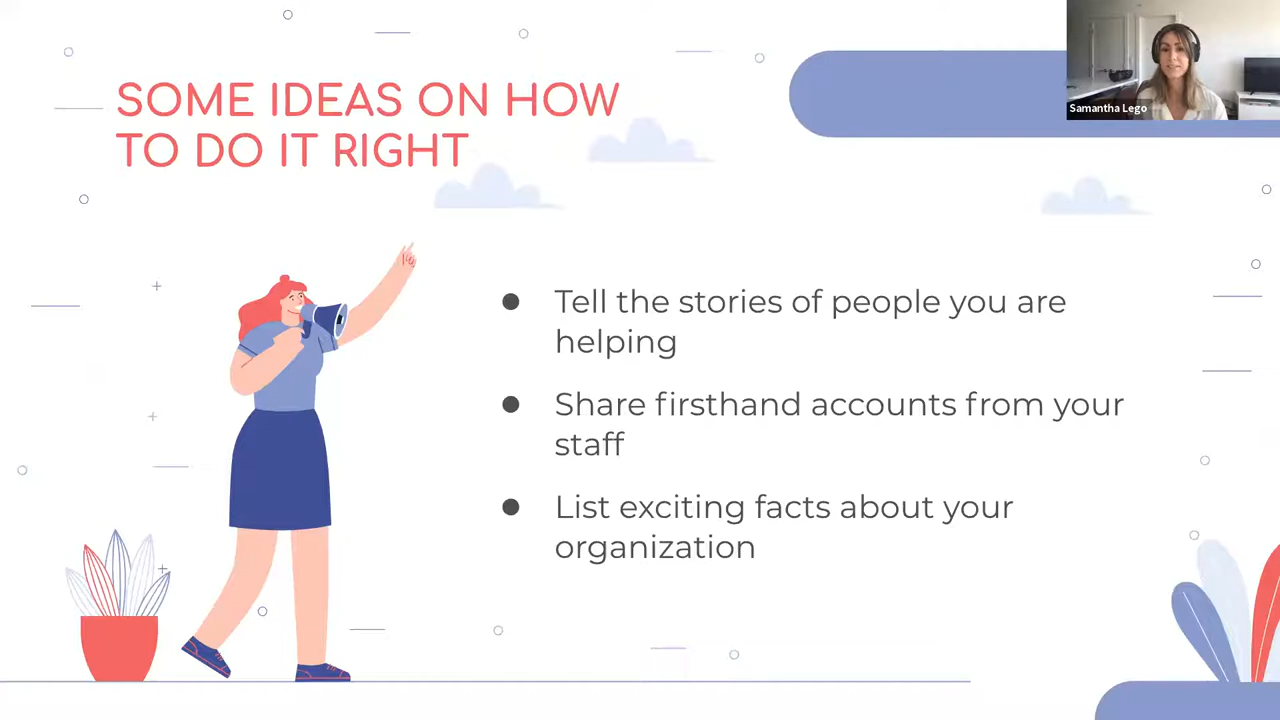 SOME IDEAS ON HOW
TO DO IT RIGHT
Samantha Lego
● Tell the stories of people you are
helping
● Share firsthand accounts from your
staff
● List exciting facts about your
organization